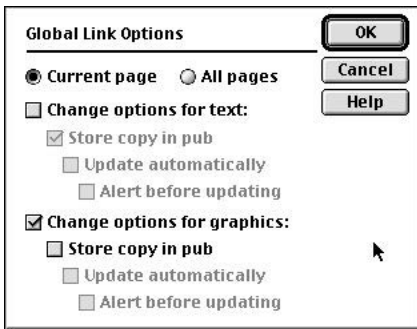 Global Link Options
OK
Current page
All pages
Cancel
Change options for text:
Help
Store copy in pub
Update automatically
Alert before updating
Change options for graphics:
Store copy in pub
Update automatically
Alert before updating